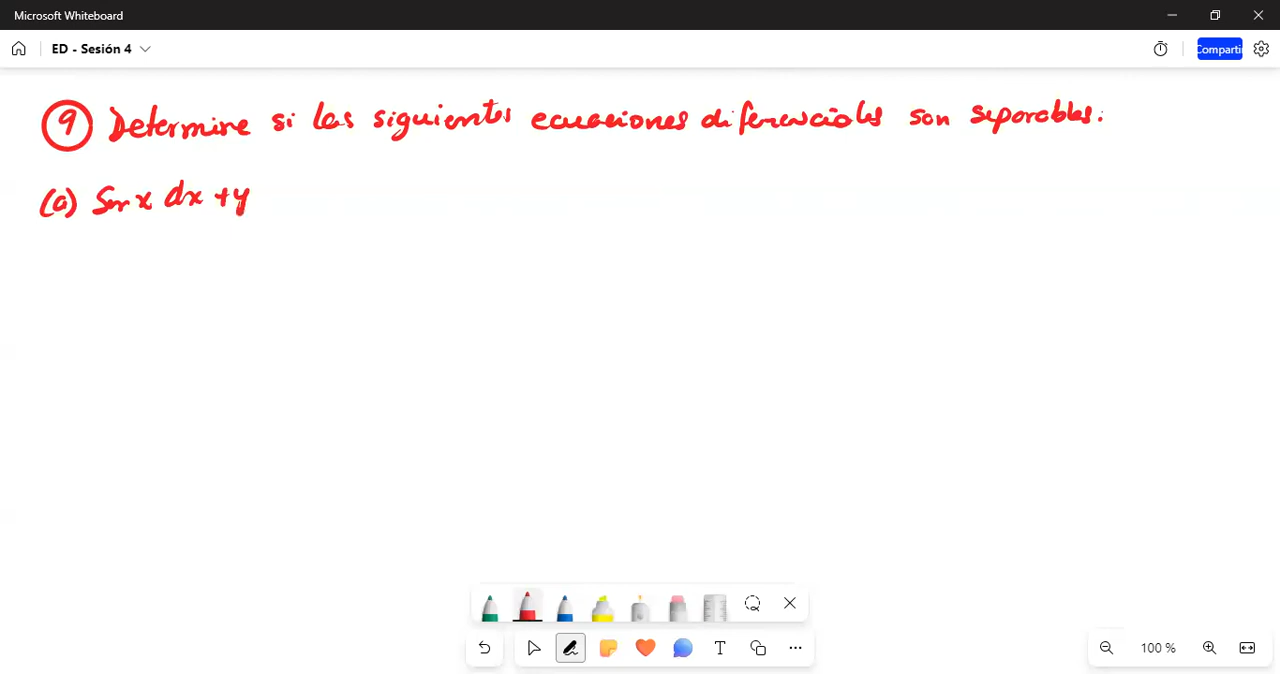 Microsoft Whiteboard
ED - Sesión 4
Comparti
9 Determine si las siguientes ecuaciones diferenciales son separables:
(a) Sen x dx + y
T
100 %